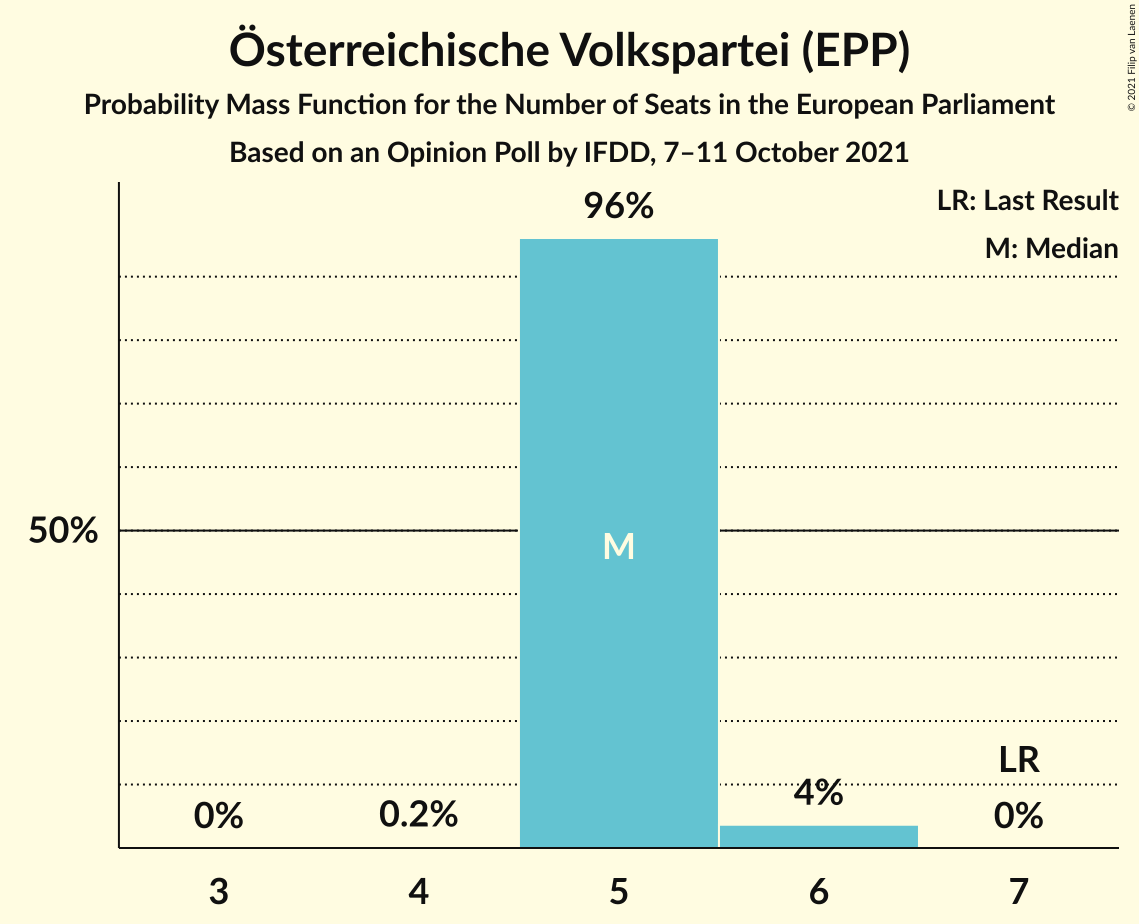 Österreichische Volkspartei (EPP)
Probability Mass Function for the Number of Seats in the European Parliament
Based on an Opinion Poll by IFDD, 7–11 October 2021
© 2021 Filip van Laenen
LR: Last Result
M: Median
96%
50%
M
LR
0%
0.2%
4%
0%
3
4
5
6
7